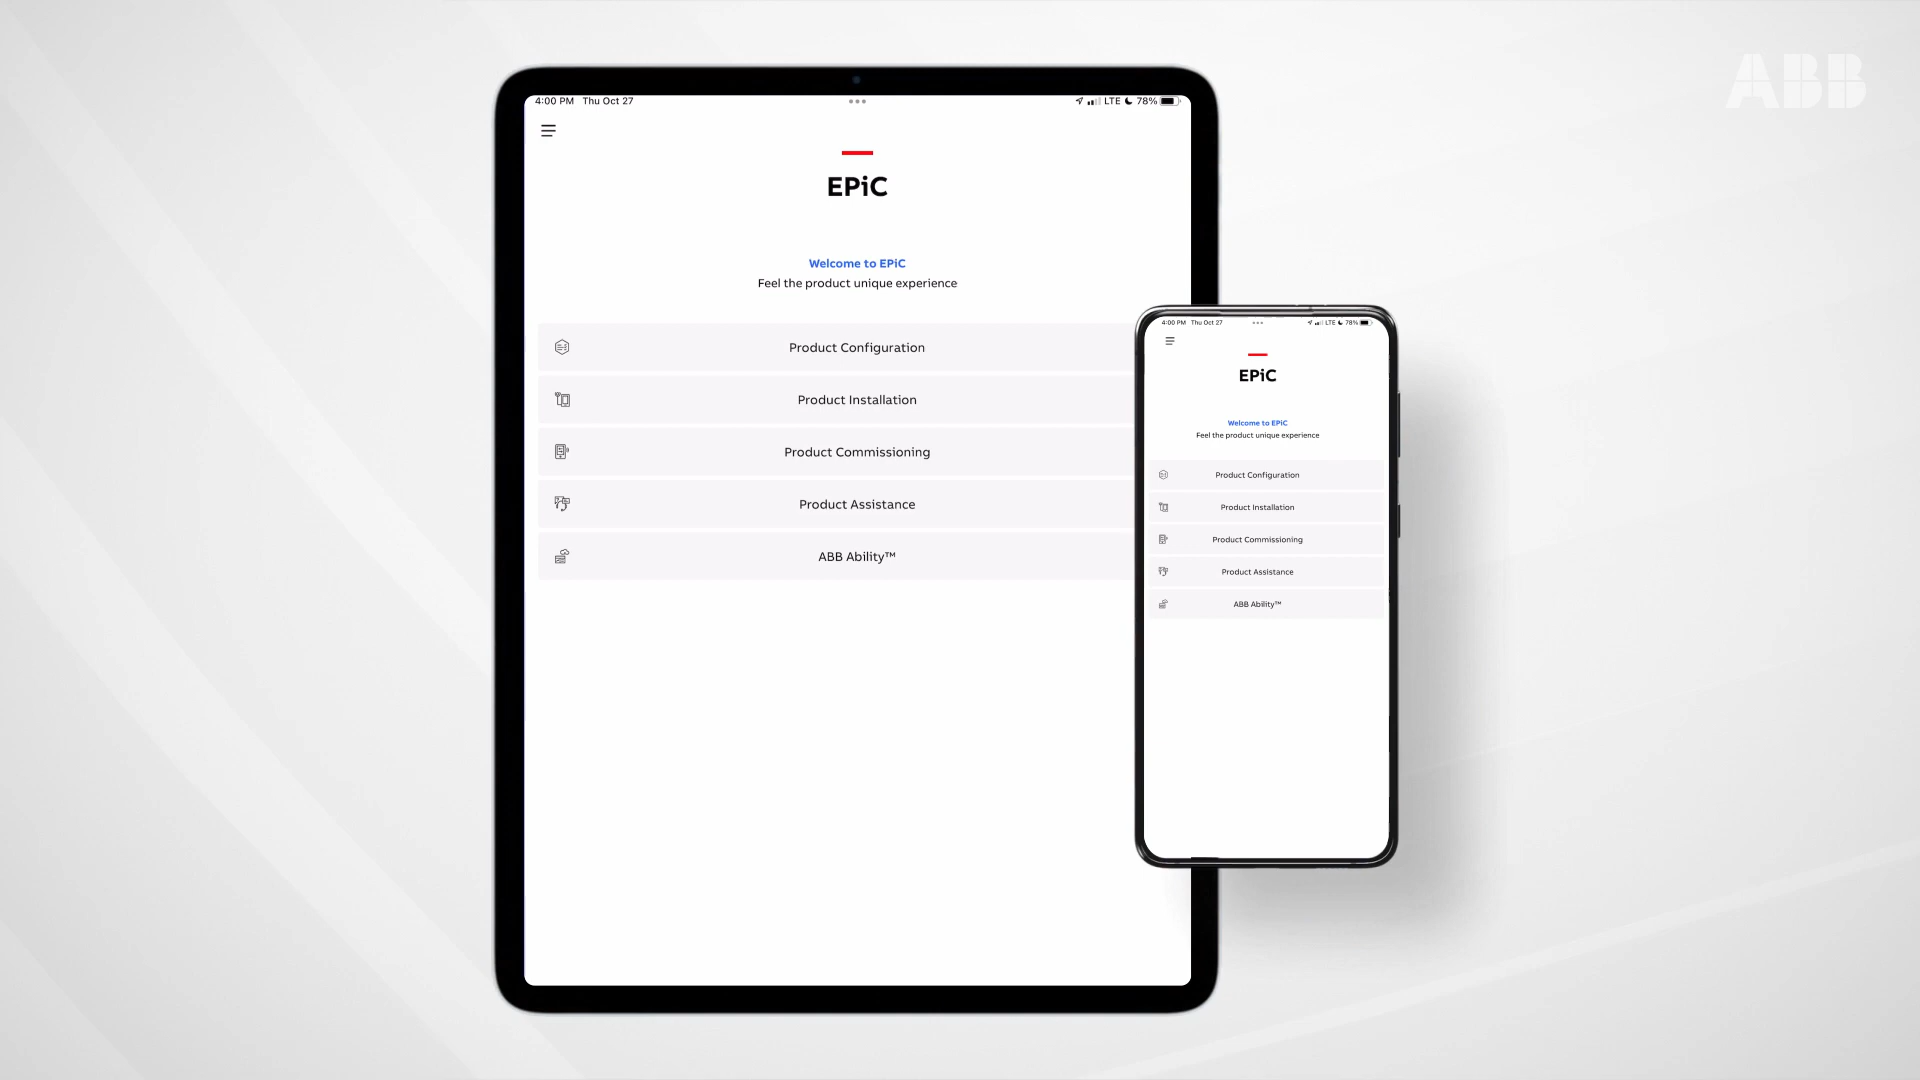 ABB
4:00 PM Thu Oct 27
LTE 78%
EPiC
Welcome to EPiC
Feel the product unique experience
Product Configuration
Product Installation
Product Commissioning
Product Assistance
ABB Ability™
4:00 PM Thu Oct 27
LTE 78%
EPiC
Welcome to EPiC
Feel the product unique experience
Product Configuration
Product Installation
Product Commissioning
Product Assistance
ABB Ability™